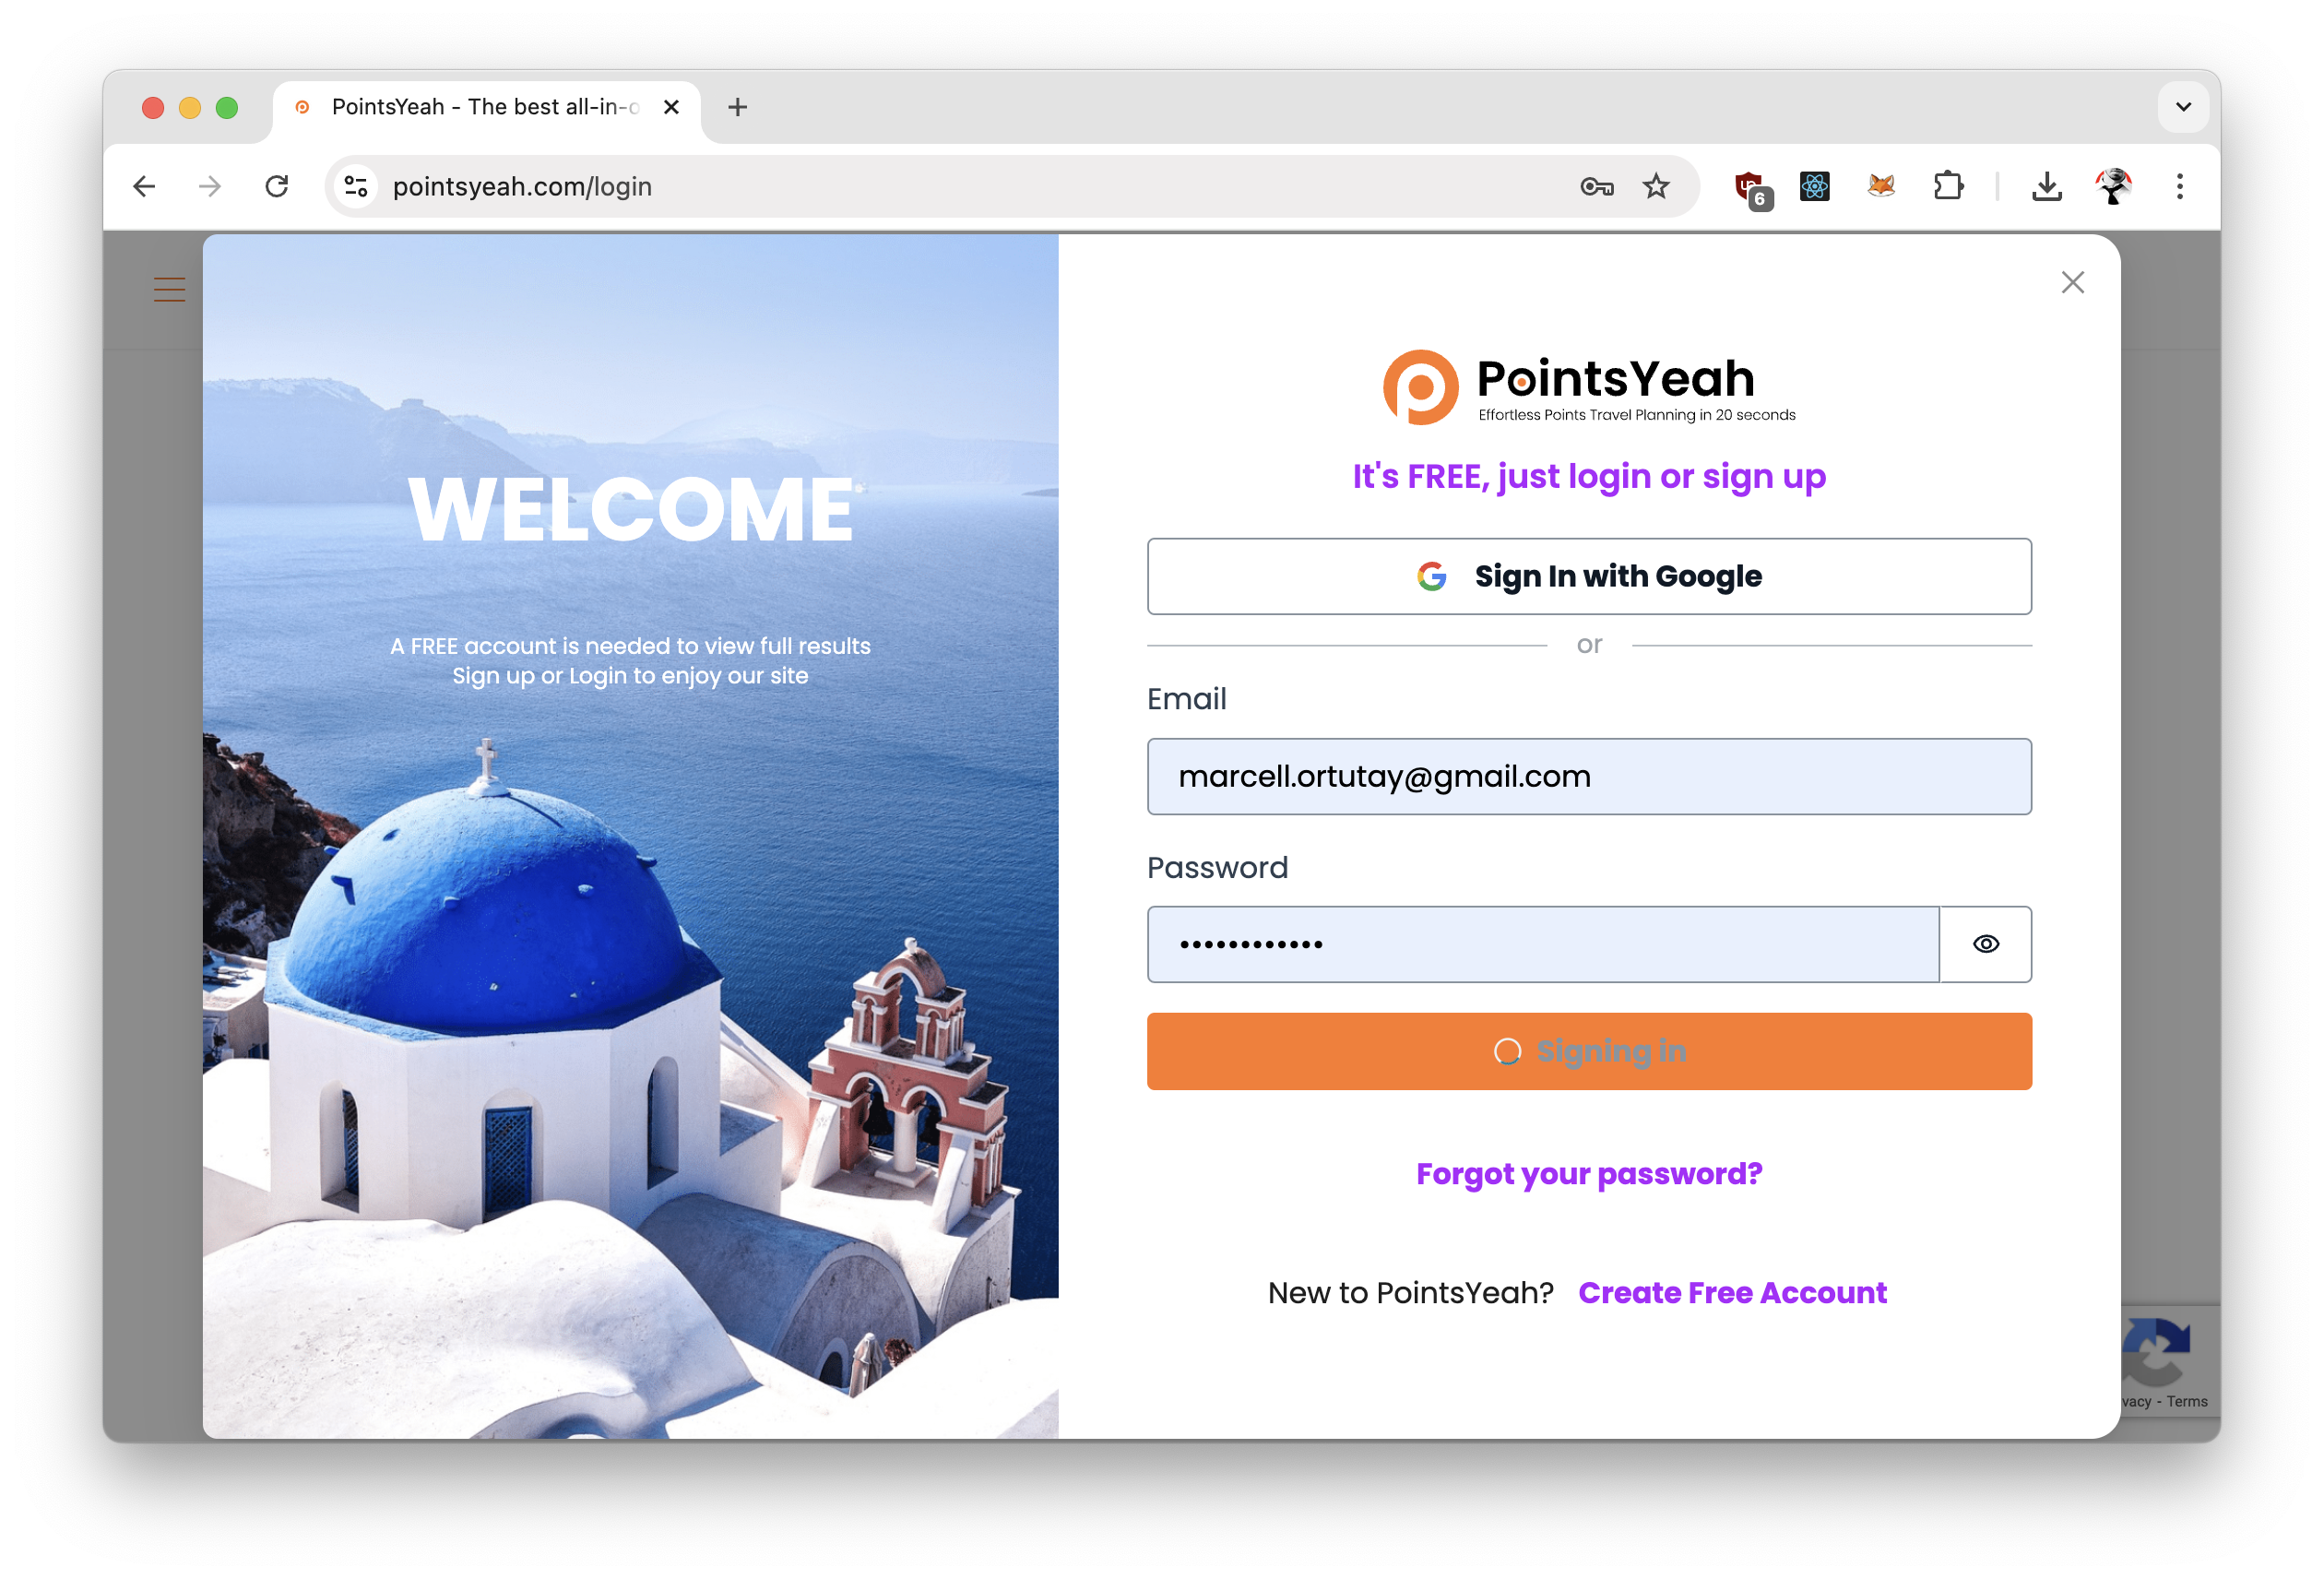 PointsYeah - The best all-in-o
pointsyeah.com/login
6
WELCOME
A FREE account is needed to view full results
Sign up or Login to enjoy our site
PointsYeah
Effortless Points Travel Planning in 20 seconds
It's FREE, just login or sign up
Sign In with Google
or
Email
marcell.ortutay@gmail.com
Password
••••••••••••
Signing in
Forgot your password?
New to PointsYeah? Create Free Account
vacy - Terms